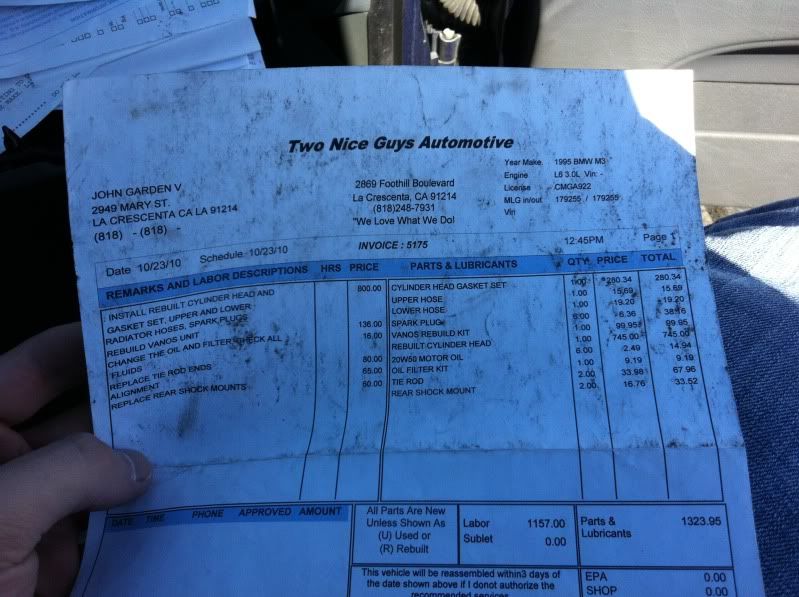 Two Nice Guys Automotive
JOHN GARDEN V
2949 MARY ST.
LA CRESCENTA CA LA 91214
(818) - (818) -
2869 Foothill Boulevard
La Crescenta, CA 91214
(818)248-7931
"We Love What We Do!
Year Make. 1995 BMW M3
Engine L6 3.0L Vin: -
License CMGA922
MLG in/out 179255 / 179255
Vin
Date 10/23/10 Schedule 10/23/10 INVOICE : 5175 12:45PM Page 1
REMARKS AND LABOR DESCRIPTIONS HRS PRICE PARTS & LUBRICANTS QTY PRICE TOTAL
INSTALL REBUILT CYLINDER HEAD AND 800.00
GASKET SET, UPPER AND LOWER
RADIATOR HOSES, SPARK PLUGS
REBUILD VANOS UNIT 136.00
CHANGE THE OIL AND FILTER CHECK ALL 16.00
FLUIDS
REPLACE TIE ROD ENDS 80.00
ALIGNMENT 65.00
REPLACE REAR SHOCK MOUNTS 60.00
CYLINDER HEAD GASKET SET 1.00 280.34 280.34
UPPER HOSE 1.00 15.69 15.69
LOWER HOSE 1.00 19.20 19.20
SPARK PLUG 6.00 6.36 38.16
VANOS REBUILD KIT 1.00 99.95 99.95
REBUILT CYLINDER HEAD 1.00 745.00 745.00
20W50 MOTOR OIL 6.00 2.49 14.94
OIL FILTER KIT 1.00 9.19 9.19
TIE ROD 2.00 33.98 67.96
REAR SHOCK MOUNT 2.00 16.76 33.52
DATE TIME PHONE APPROVED AMOUNT
All Parts Are New
Unless Shown As
(U) Used or
(R) Rebuilt
Labor 1157.00
Sublet 0.00
Parts &
Lubricants 1323.95
This vehicle will be reassembled within3 days of
the date shown above if I donot authorize the
recommended services
EPA 0.00
SHOP 0.00